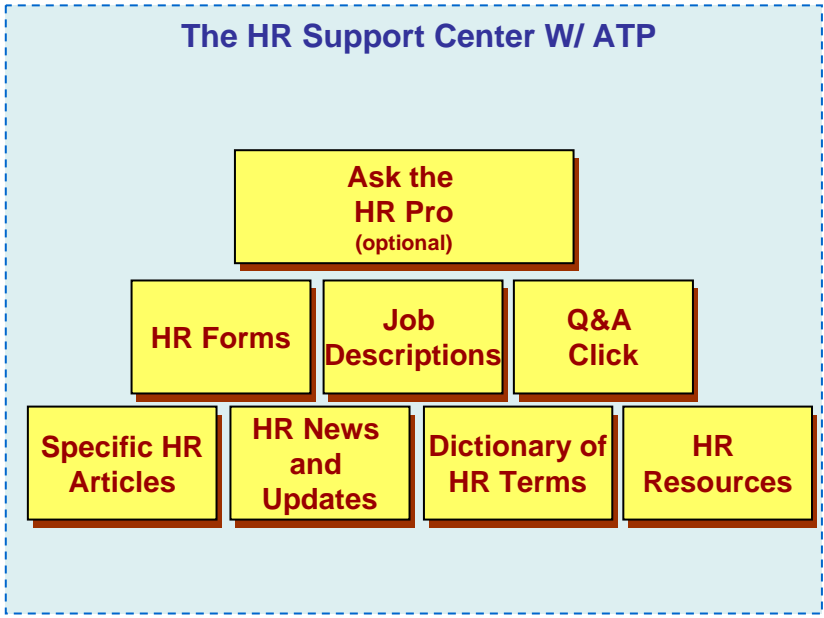 The HR Support Center W/ ATP
Ask the
HR Pro
(optional)
HR Forms
Job
Descriptions
Q&A
Click
Specific HR
Articles
HR News
and
Updates
Dictionary of
HR Terms
HR
Resources